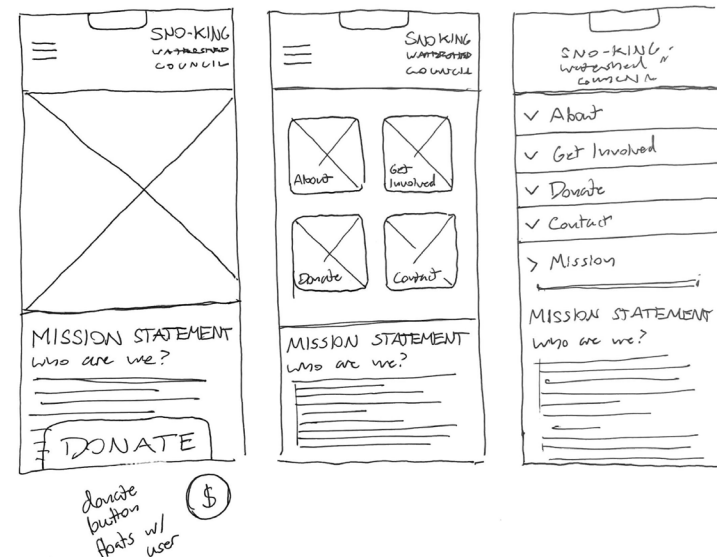 SNO-KING
WATERSHED
COUNCIL
MISSION STATEMENT
who are we?
DONATE
donate
button
floats w/
user
$
SNO KING
WATERSHED
COUNCIL
About
Get
Involved
Donate
Contact
MISSION STATEMENT
who are we?
SNO-KING
watershed
COUNCIL
About
Get Involved
Donate
Contact
Mission
MISSION STATEMENT
who are we?